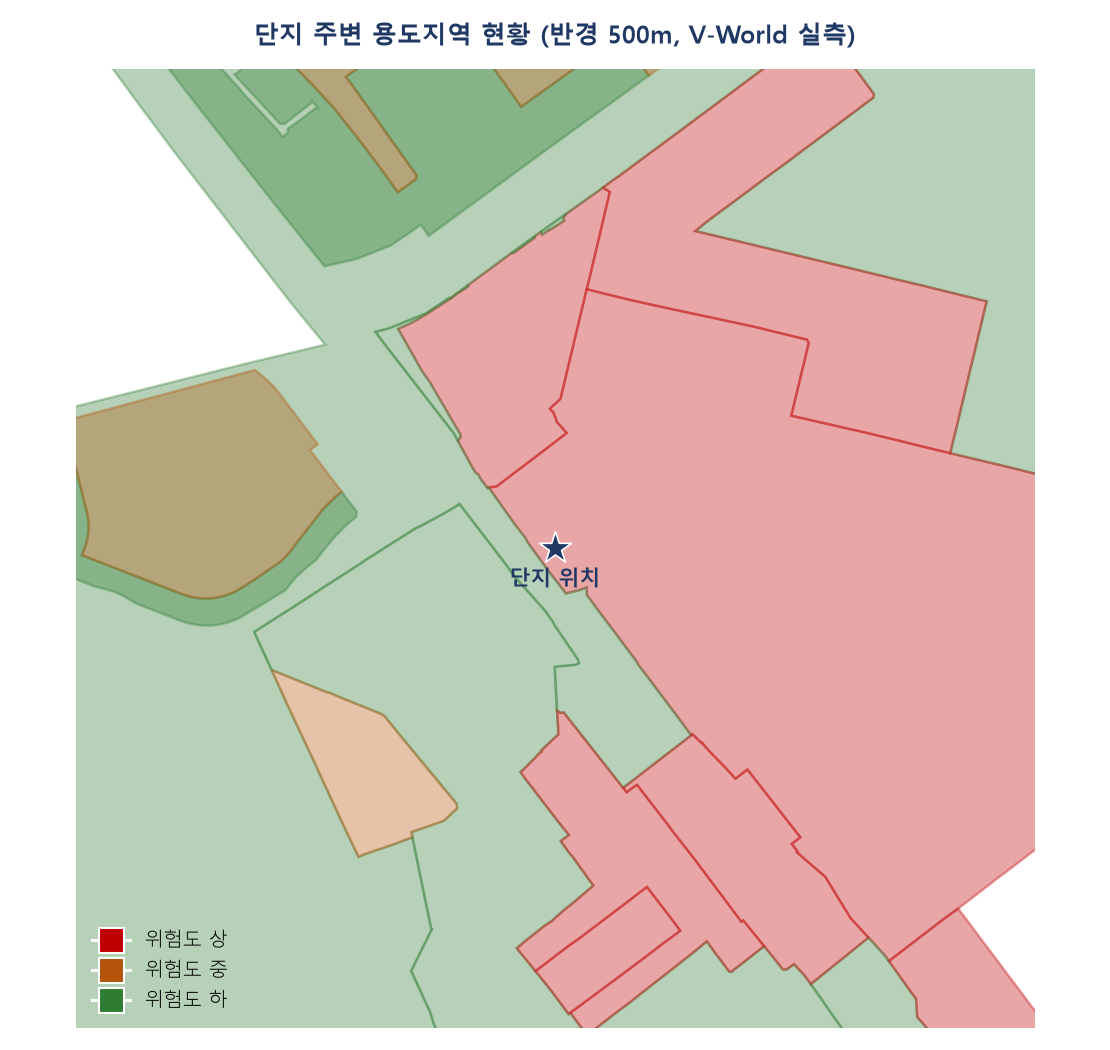 단지 주변 용도지역 현황 (반경 500m, V-World 실측)
단지 위치
위험도 상
위험도 중
위험도 하